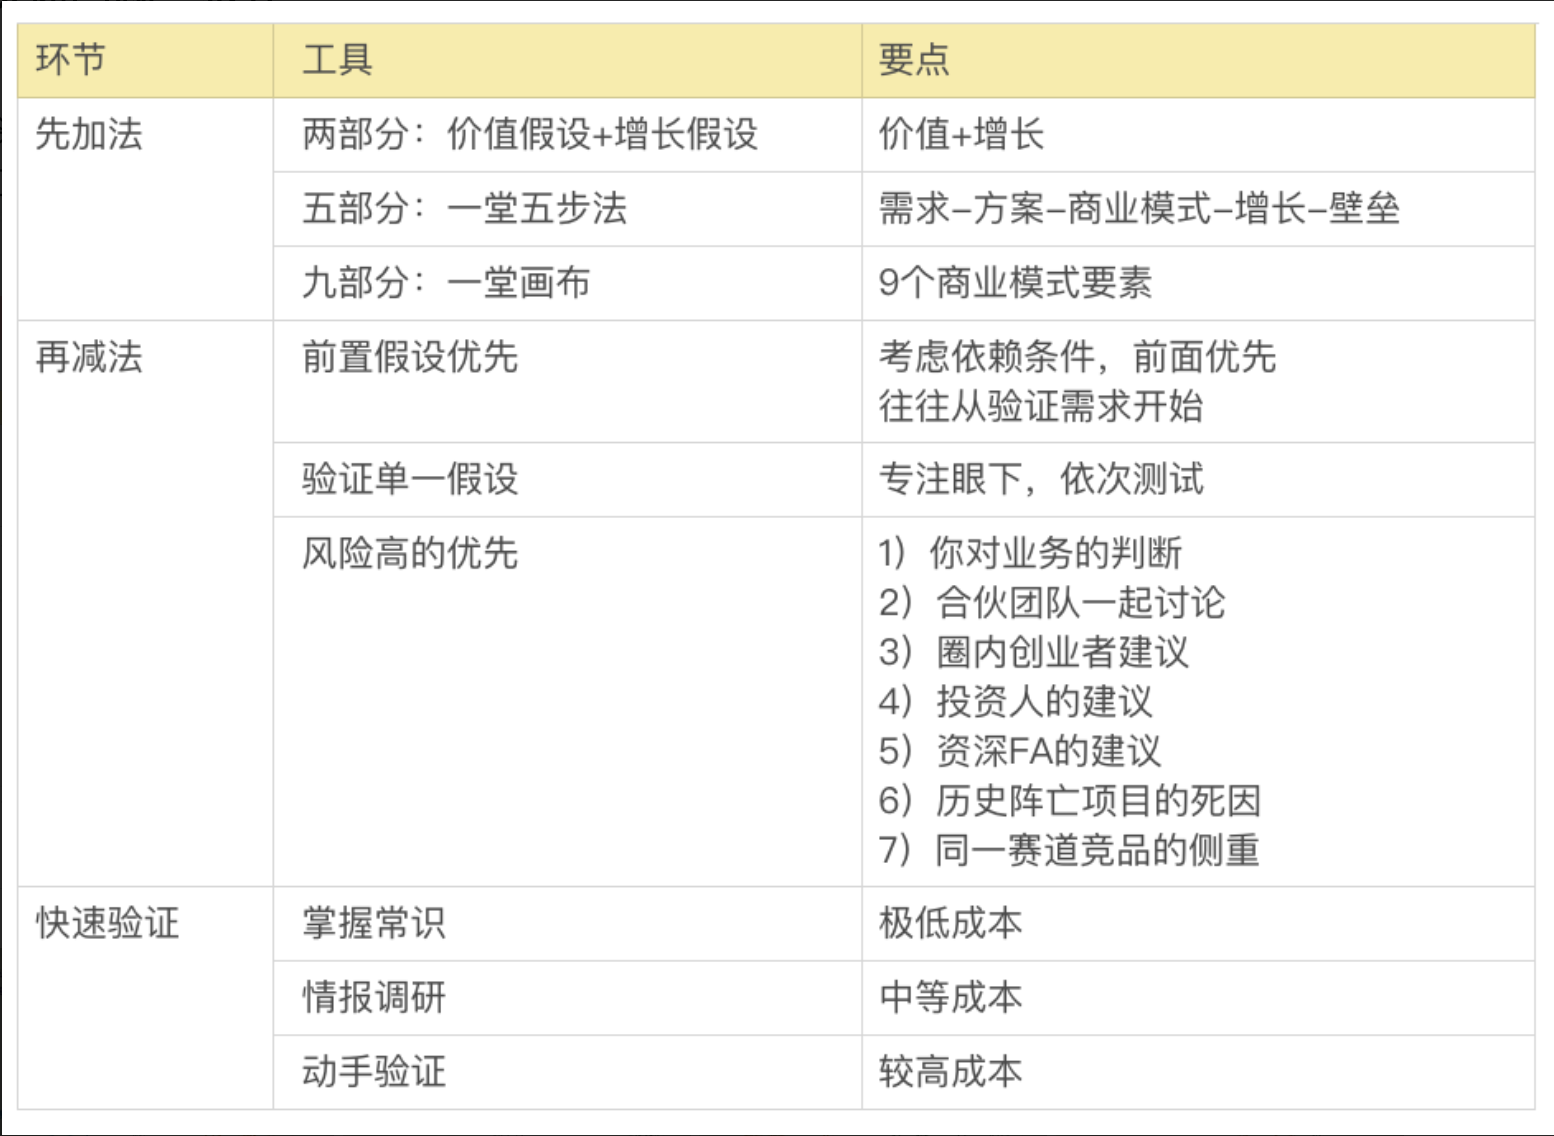 环节 工具 要点
先加法 两部分：价值假设+增长假设 价值+增长
五部分：一堂五步法 需求–方案–商业模式–增长–壁垒
九部分：一堂画布 9个商业模式要素
再减法 前置假设优先 考虑依赖条件，前面优先
往往从验证需求开始
验证单一假设 专注眼下，依次测试
风险高的优先 1）你对业务的判断
2）合伙团队一起讨论
3）圈内创业者建议
4）投资人的建议
5）资深FA的建议
6）历史阵亡项目的死因
7）同一赛道竞品的侧重
快速验证 掌握常识 极低成本
情报调研 中等成本
动手验证 较高成本